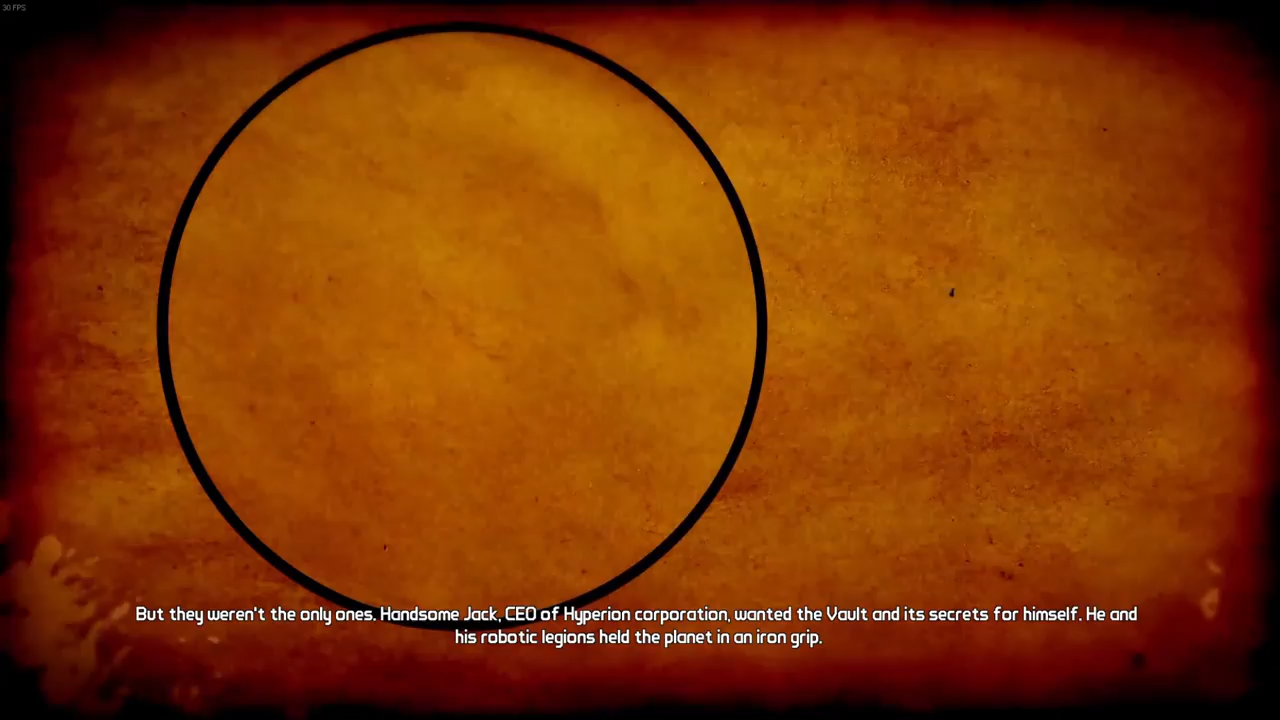 30 FPS
But they weren't the only ones. Handsome Jack, CEO of Hyperion corporation, wanted the Vault and its secrets for himself. He and
his robotic legions held the planet in an iron grip.